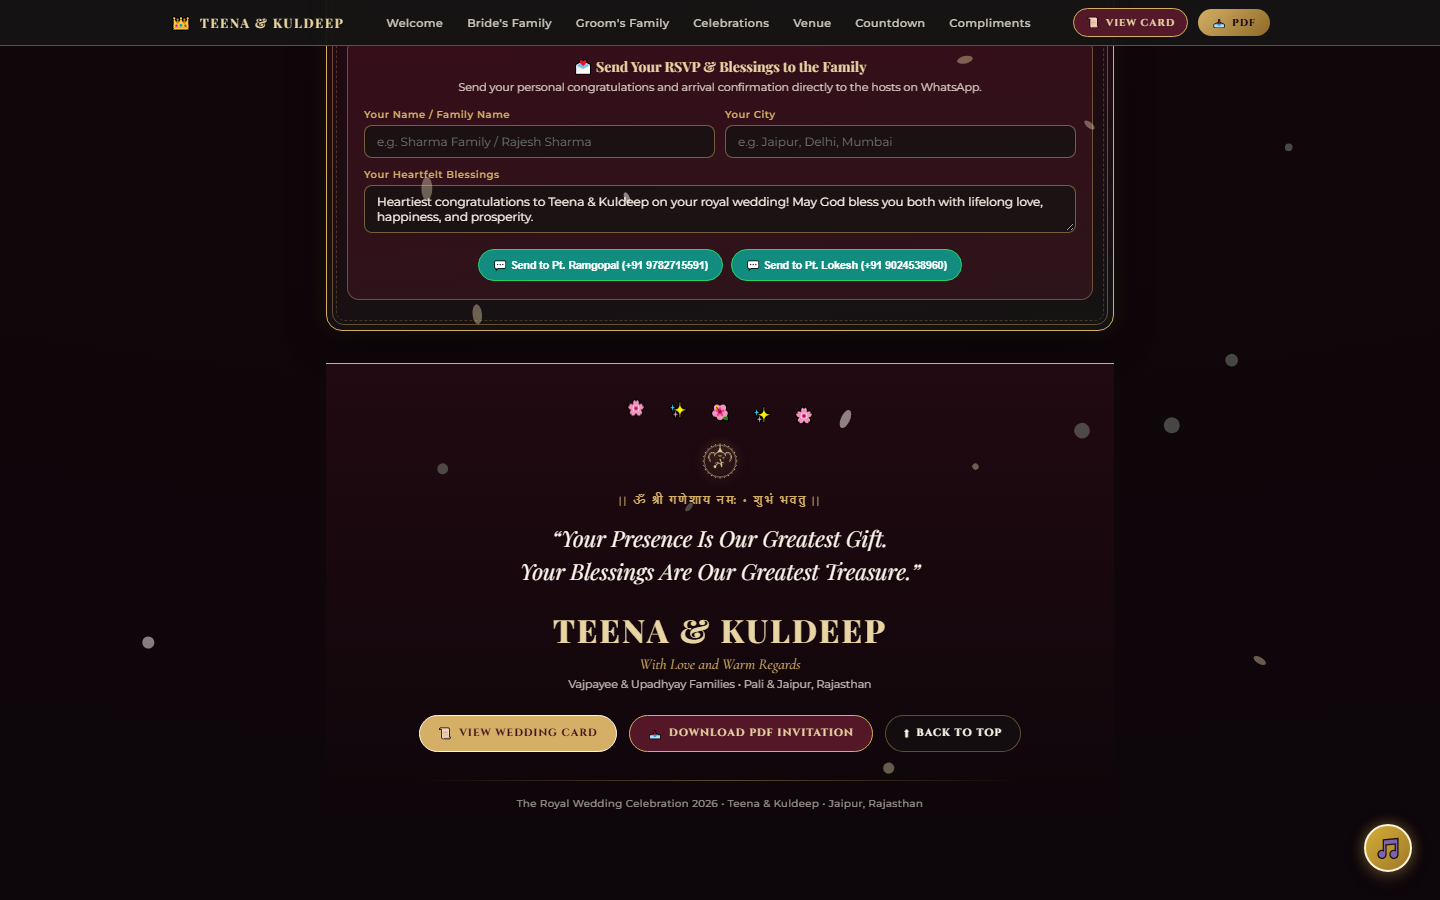 TEENA & KULDEEP
Welcome
Bride's Family
Groom's Family
Celebrations
Venue
Countdown
Compliments
VIEW CARD
PDF
Send Your RSVP & Blessings to the Family
Send your personal congratulations and arrival confirmation directly to the hosts on WhatsApp.
Your Name / Family Name
Your City
e.g. Sharma Family / Rajesh Sharma
e.g. Jaipur, Delhi, Mumbai
Your Heartfelt Blessings
Heartiest congratulations to Teena & Kuldeep on your royal wedding! May God bless you both with lifelong love,
happiness, and prosperity.
Send to Pt. Ramgopal (+91 9782715591)
Send to Pt. Lokesh (+91 9024538960)
|| ॐ श्री गणेशाय नमः • शुभं भवतु ||
“Your Presence Is Our Greatest Gift.
Your Blessings Are Our Greatest Treasure.”
TEENA & KULDEEP
With Love and Warm Regards
Vajpayee & Upadhyay Families • Pali & Jaipur, Rajasthan
VIEW WEDDING CARD
DOWNLOAD PDF INVITATION
⬆ BACK TO TOP
The Royal Wedding Celebration 2026 • Teena & Kuldeep • Jaipur, Rajasthan